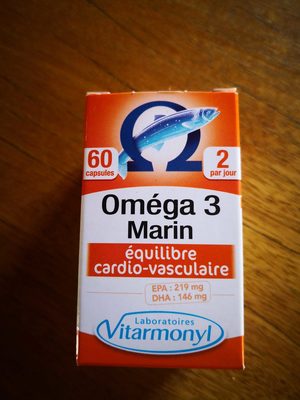 60
capsules
2
par jour
Oméga 3
Marin
équilibre
cardio-vasculaire
EPA : 219 mg
DHA : 146 mg
Laboratoires
Vitarmonyl